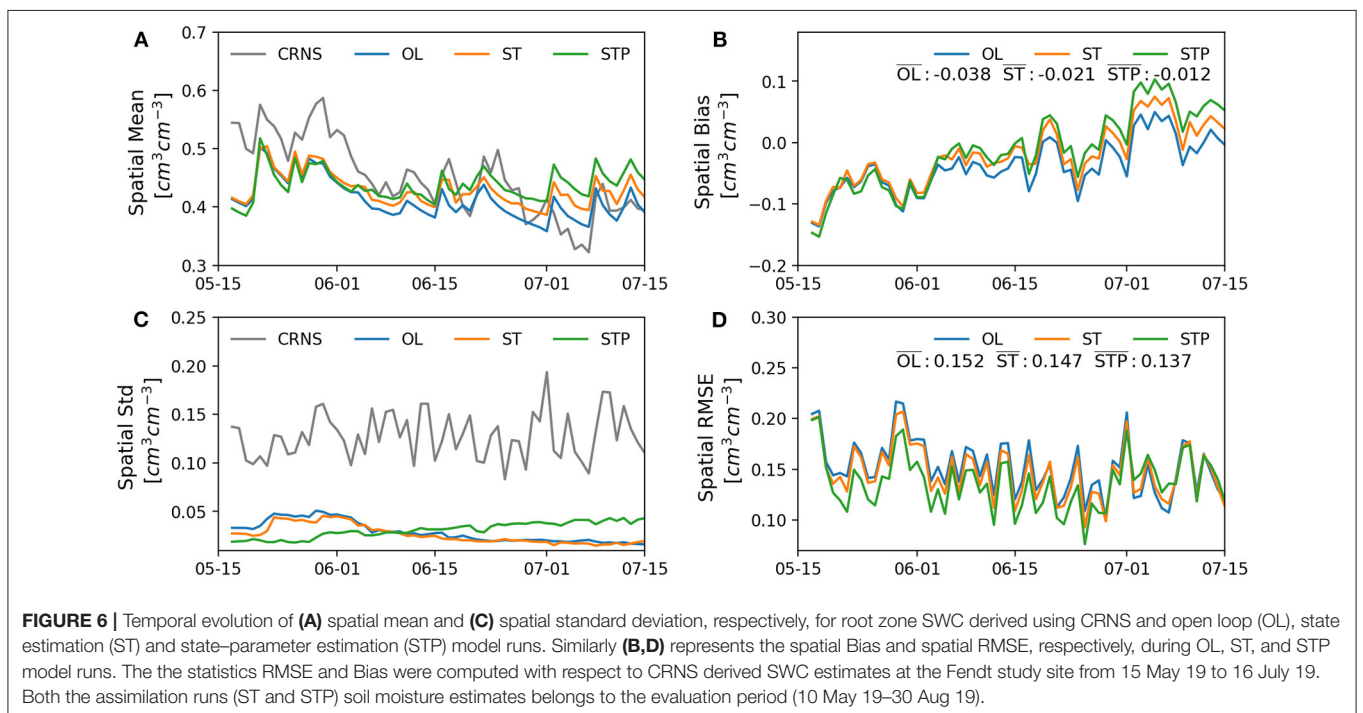 A
CRNS OL ST STP
0.7
0.6
0.5
0.4
0.3
Spatial Mean
[cm³cm⁻³]
05-15 06-01 06-15 07-01 07-15
B
OL ST STP
OL: -0.038 ST: -0.021 STP: -0.012
0.1
0.0
−0.1
−0.2
Spatial Bias
[cm³cm⁻³]
05-15 06-01 06-15 07-01 07-15
C
CRNS OL ST STP
0.25
0.20
0.15
0.10
0.05
Spatial Std
[cm³cm⁻³]
05-15 06-01 06-15 07-01 07-15
D
OL ST STP
OL: 0.152 ST: 0.147 STP: 0.137
0.30
0.25
0.20
0.15
0.10
Spatial RMSE
[cm³cm⁻³]
05-15 06-01 06-15 07-01 07-15
FIGURE 6 | Temporal evolution of (A) spatial mean and (C) spatial standard deviation, respectively, for root zone SWC derived using CRNS and open loop (OL), state
estimation (ST) and state–parameter estimation (STP) model runs. Similarly (B,D) represents the spatial Bias and spatial RMSE, respectively, during OL, ST, and STP
model runs. The the statistics RMSE and Bias were computed with respect to CRNS derived SWC estimates at the Fendt study site from 15 May 19 to 16 July 19.
Both the assimilation runs (ST and STP) soil moisture estimates belongs to the evaluation period (10 May 19–30 Aug 19).